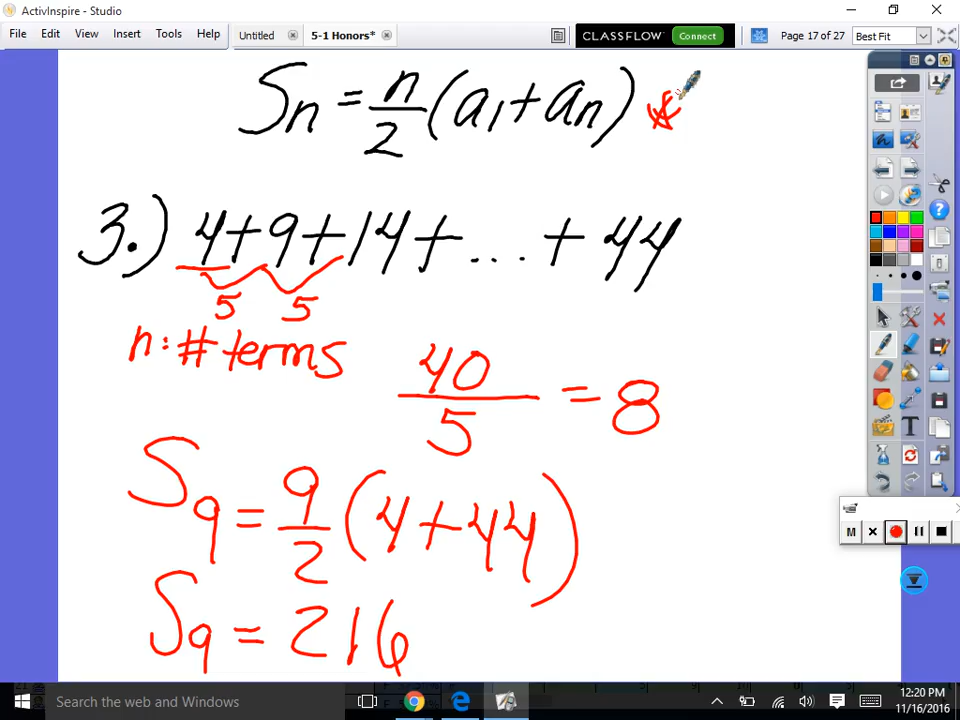 ActivInspire - Studio
File Edit View Insert Tools Help Untitled 5-1 Honors* CLASSFLOW Connect Page 17 of 27 Best Fit
Sn = n/2 (a1 + an) *
3.) 4+9+14+ ... + 44
5 5
n: # terms
40/5 = 8
S9 = 9/2 (4+44)
S9 = 216
M
Search the web and Windows
12:20 PM
11/16/2016